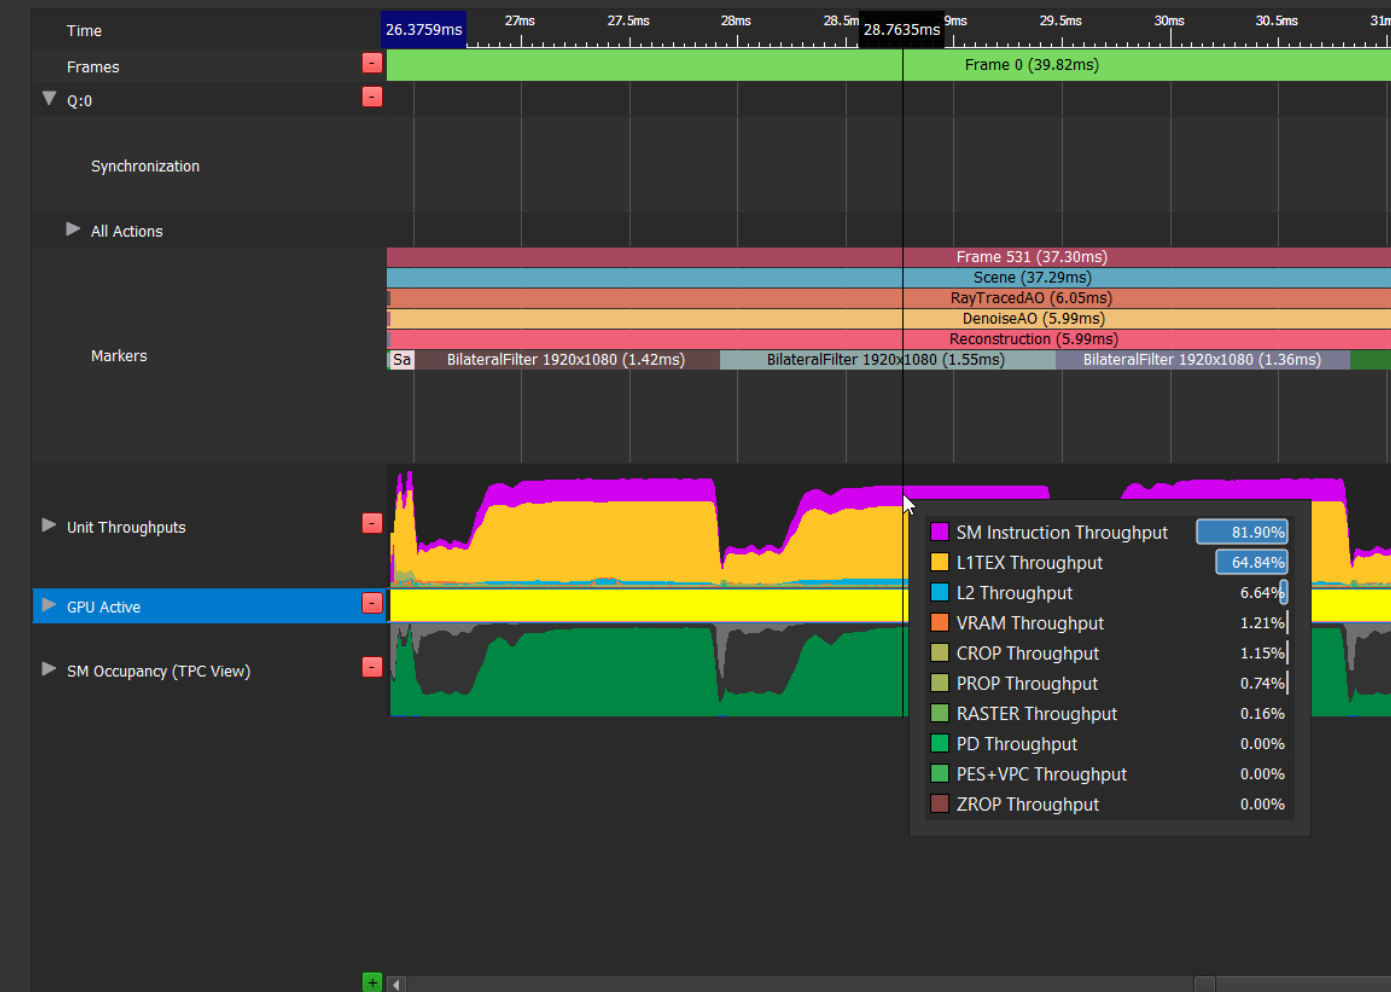 Time 26.3759ms 27ms 27.5ms 28ms 28.5m 28.7635ms 9ms 29.5ms 30ms 30.5ms 31m
Frames - Frame 0 (39.82ms)
Q:0 -
Synchronization
All Actions
Markers
Frame 531 (37.30ms)
Scene (37.29ms)
RayTracedAO (6.05ms)
DenoiseAO (5.99ms)
Reconstruction (5.99ms)
Sa BilateralFilter 1920x1080 (1.42ms) BilateralFilter 1920x1080 (1.55ms) BilateralFilter 1920x1080 (1.36ms)
Unit Throughputs -
GPU Active -
SM Occupancy (TPC View) -
SM Instruction Throughput 81.90%
L1TEX Throughput 64.84%
L2 Throughput 6.64%
VRAM Throughput 1.21%
CROP Throughput 1.15%
PROP Throughput 0.74%
RASTER Throughput 0.16%
PD Throughput 0.00%
PES+VPC Throughput 0.00%
ZROP Throughput 0.00%
+